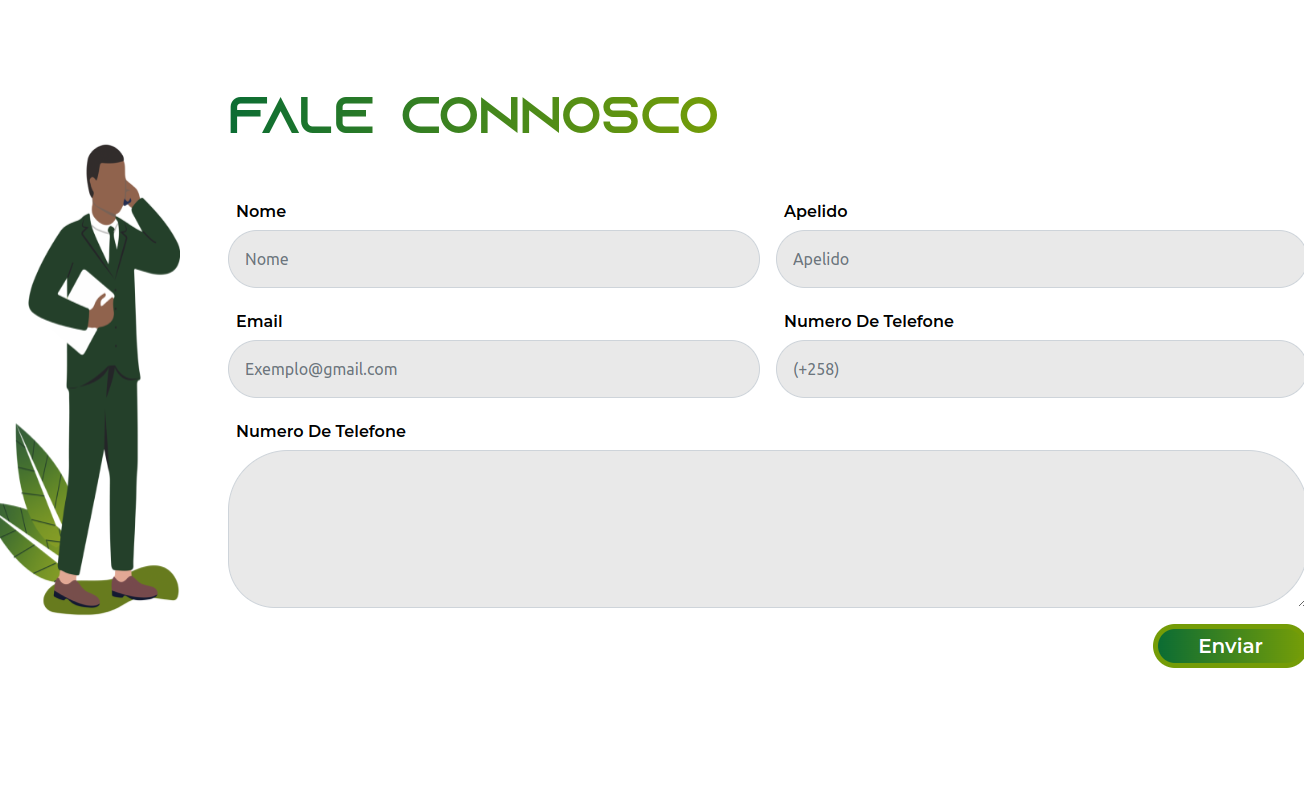 FALE CONNOSCO
Nome
Apelido
Nome
Apelido
Email
Numero De Telefone
Exemplo@gmail.com
(+258)
Numero De Telefone
Enviar